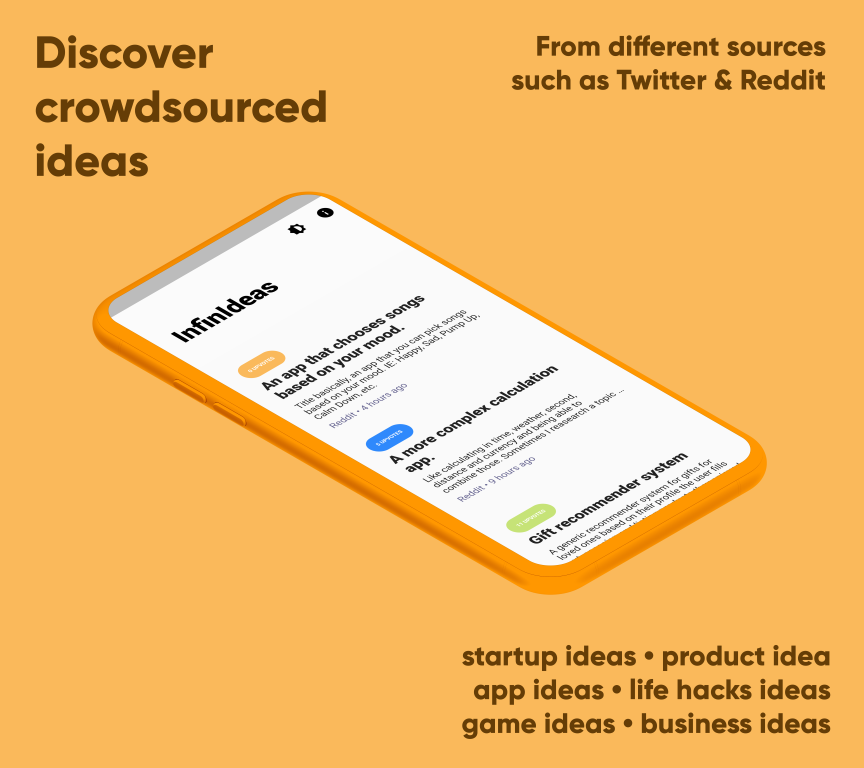 Discover
crowdsourced
ideas
From different sources
such as Twitter & Reddit
InfinIdeas
An app that chooses songs
based on your mood.
Title basically, an app that you can pick songs
based on your mood. IE: Happy, Sad, Pump Up,
Calm Down, etc.
Reddit • 4 hours ago
5 UPVOTES
A more complex calculation
app.
Like calculating in time, weather, second,
distance and currency and being able to
combine those. Sometimes I reasearch a topic ...
Reddit • 9 hours ago
UPVOTES
Gift recommender system
A generic recommender system for gifts for
loved ones based on their profile the user fills
startup ideas • product idea
app ideas • life hacks ideas
game ideas • business ideas